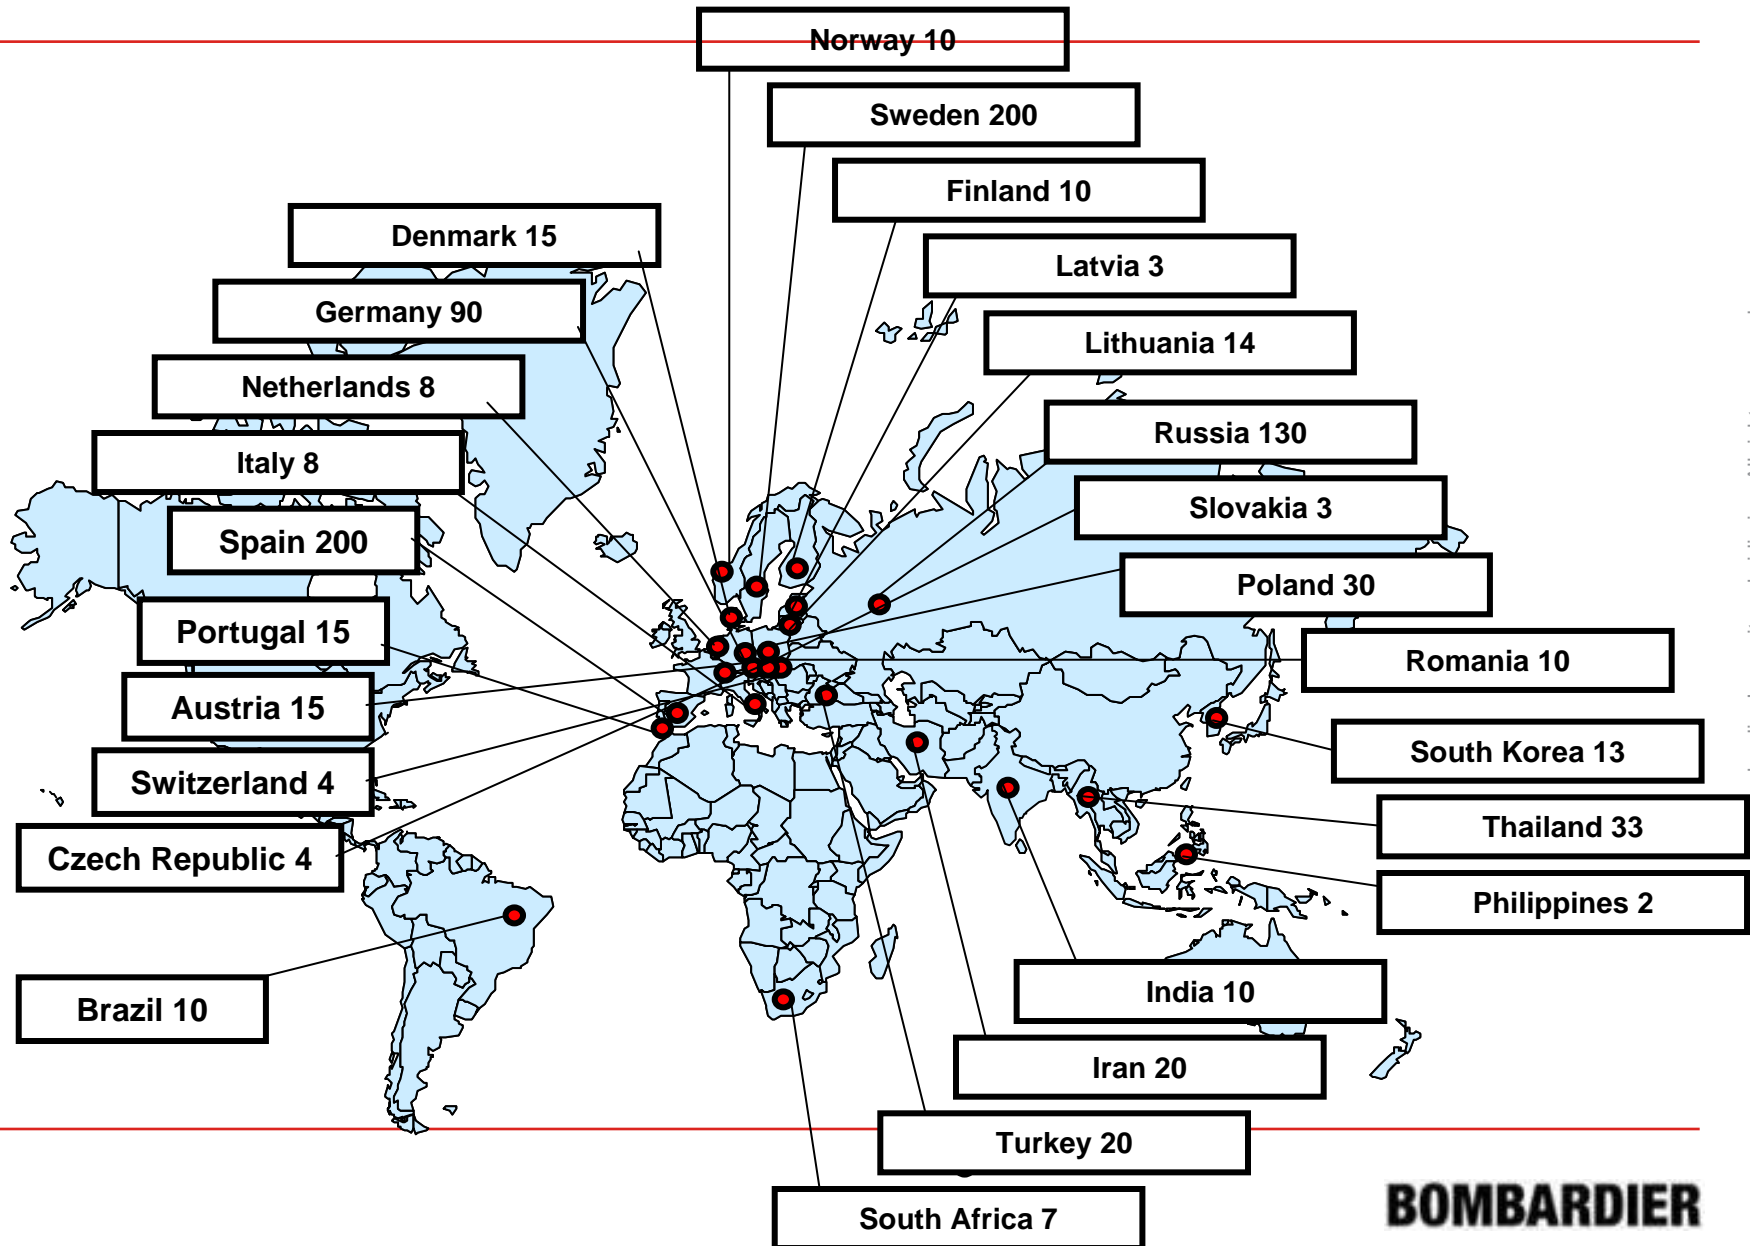 Norway 10
Sweden 200
Finland 10
Denmark 15
Latvia 3
Germany 90
Lithuania 14
Netherlands 8
Russia 130
Italy 8
Slovakia 3
Spain 200
Poland 30
Portugal 15
Romania 10
Austria 15
South Korea 13
Switzerland 4
Thailand 33
Czech Republic 4
Philippines 2
India 10
Brazil 10
Iran 20
Turkey 20
South Africa 7
BOMBARDIER